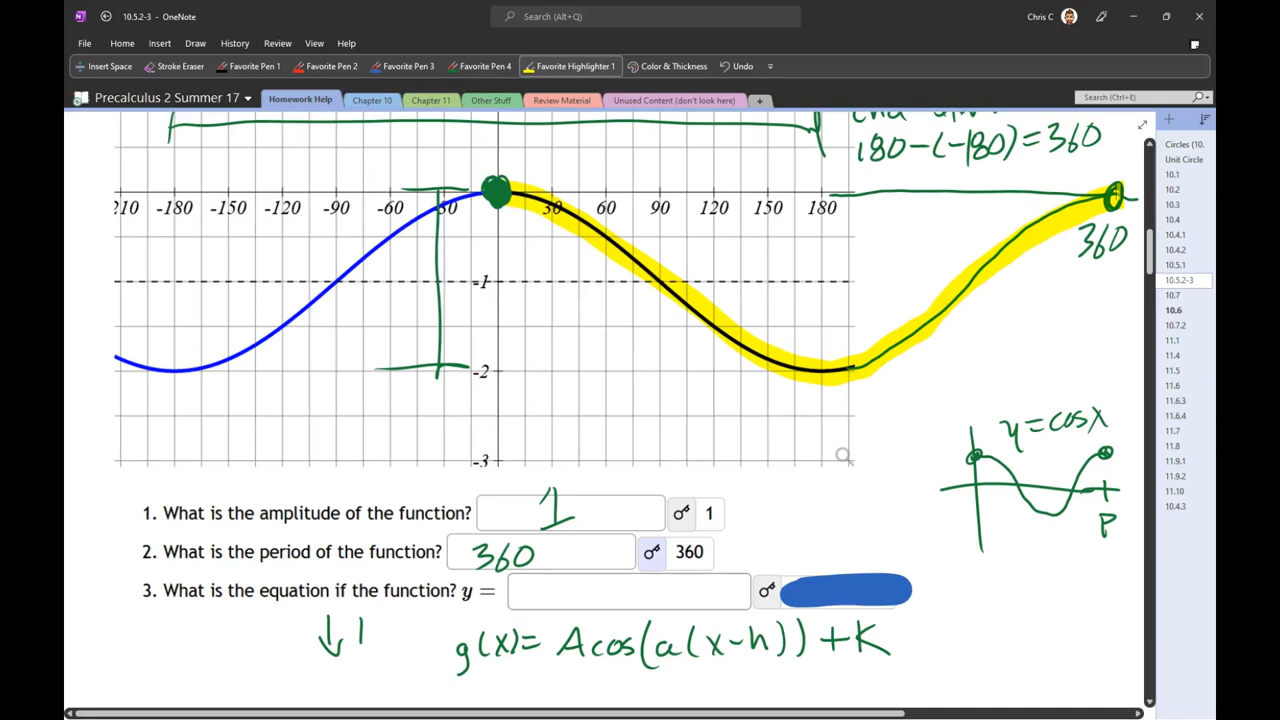 10.5.2-3 - OneNote
Search (Alt+Q)
Chris C
File Home Insert Draw History Review View Help
Insert Space Stroke Eraser Favorite Pen 1 Favorite Pen 2 Favorite Pen 3 Favorite Pen 4 Favorite Highlighter 1 Color & Thickness Undo
Precalculus 2 Summer 17 Homework Help Chapter 10 Chapter 11 Other Stuff Review Material Unused Content (don't look here)
Search (Ctrl+E)
180-(-180)=360
210 -180 -150 -120 -90 -60 30 30 60 90 120 150 180
360
-1
-2
-3
y=cosx
P
1. What is the amplitude of the function? 1 1
2. What is the period of the function? 360 360
3. What is the equation if the function? y =
↓1 g(x)= Acos(a(x-h))+K
Circles (10.
Unit Circle
10.1
10.2
10.3
10.4
10.4.1
10.4.2
10.5.1
10.5.2-3
10.7
10.6
10.7.2
11.1
11.4
11.5
11.6
11.6.3
11.6.4
11.7
11.8
11.9.1
11.9.2
11.10
10.4.3